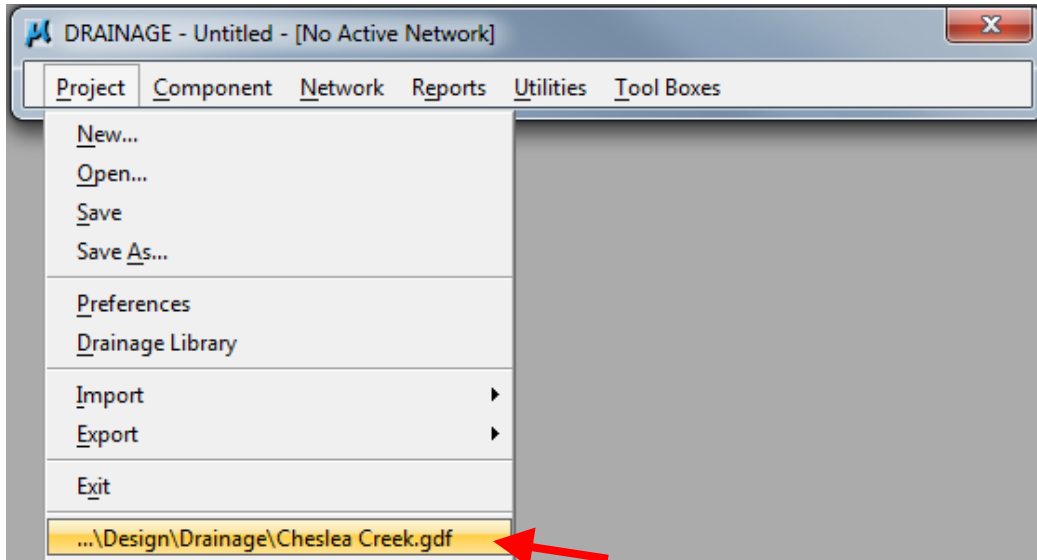 DRAINAGE - Untitled - [No Active Network]
Project Component Network Reports Utilities Tool Boxes
New...
Open...
Save
Save As...
Preferences
Drainage Library
Import
Export
Exit
...\Design\Drainage\Cheslea Creek.gdf